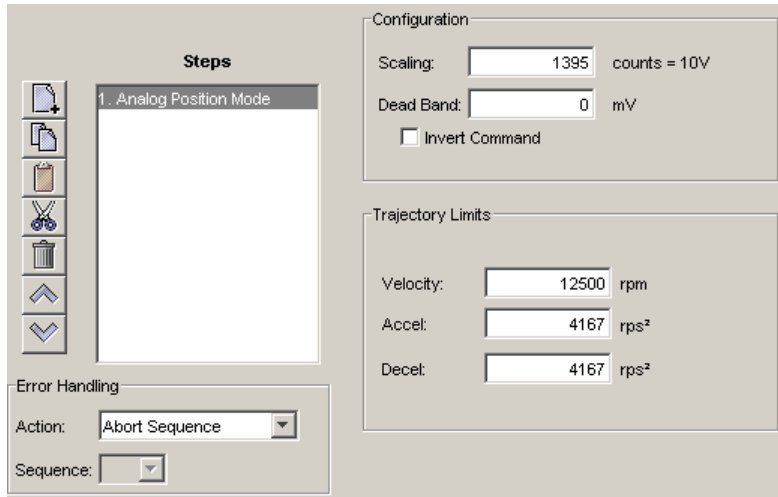 Steps
1. Analog Position Mode
Error Handling
Action: Abort Sequence
Sequence:
Configuration
Scaling: 1395 counts = 10V
Dead Band: 0 mV
Invert Command
Trajectory Limits
Velocity: 12500 rpm
Accel: 4167 rps²
Decel: 4167 rps²